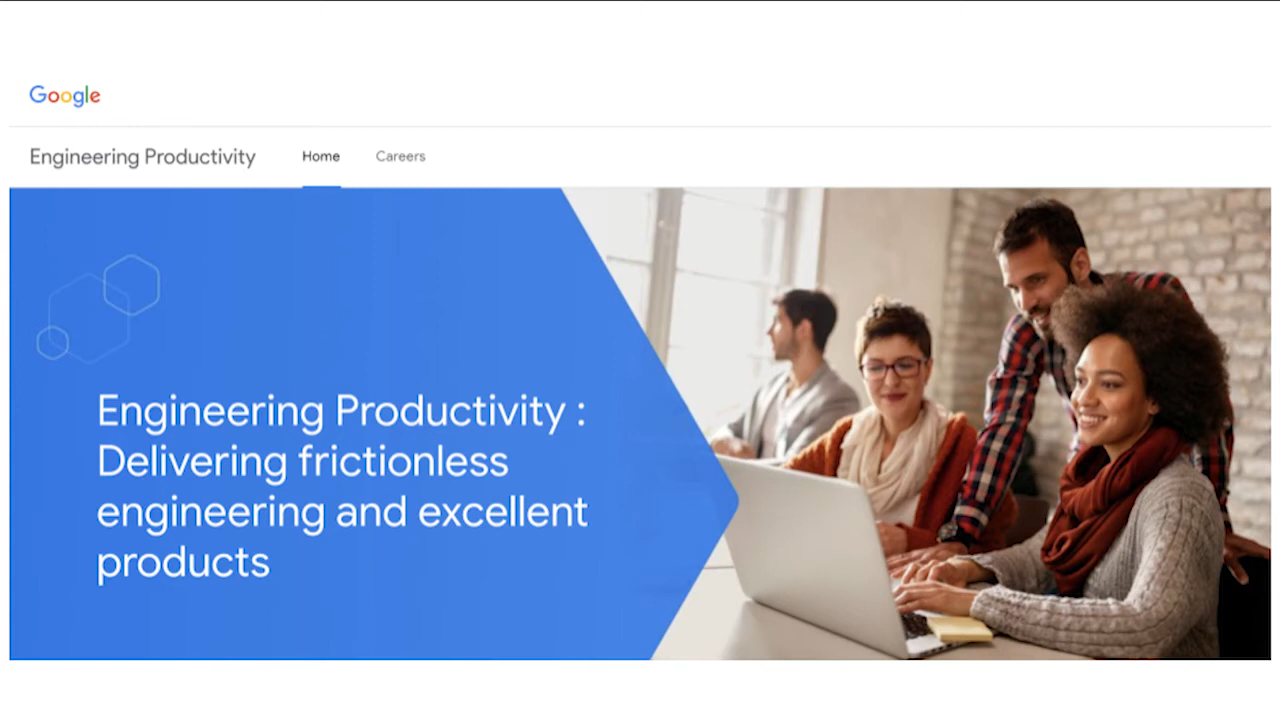 Google
Engineering Productivity Home Careers
Engineering Productivity :
Delivering frictionless
engineering and excellent
products